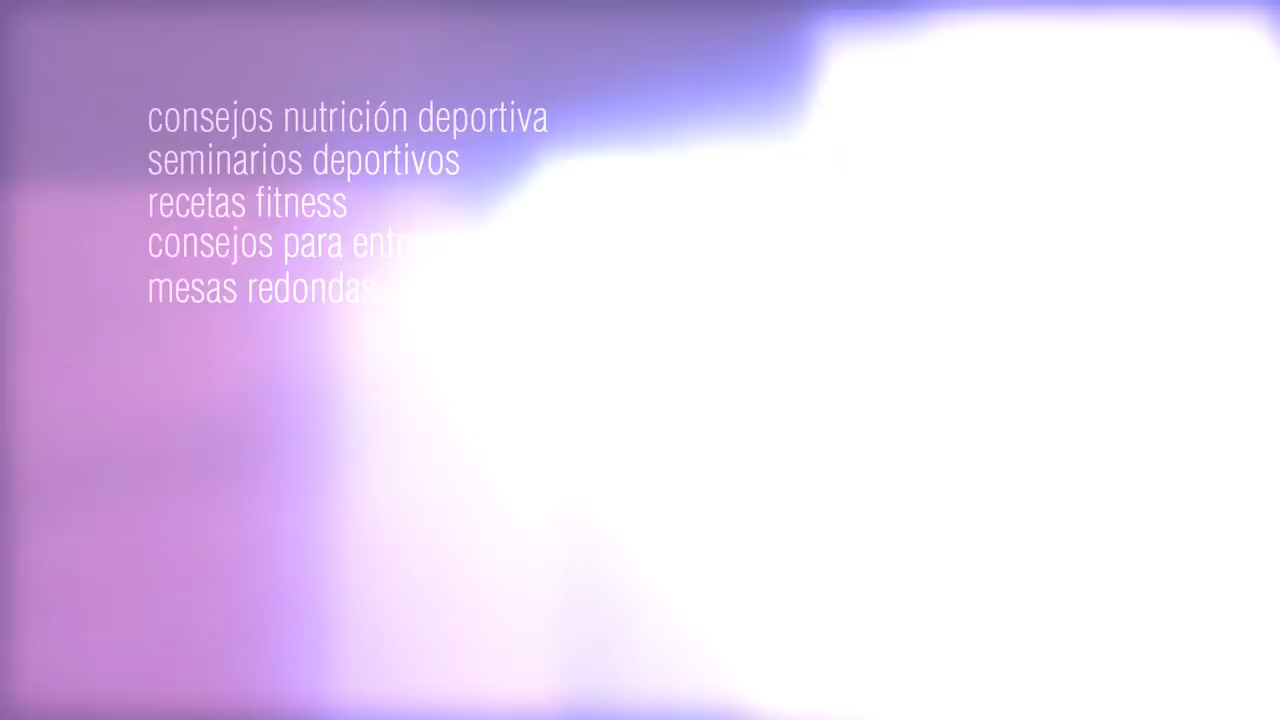 consejos nutrición deportiva
seminarios deportivos
recetas fitness
consejos para
mesas redondas